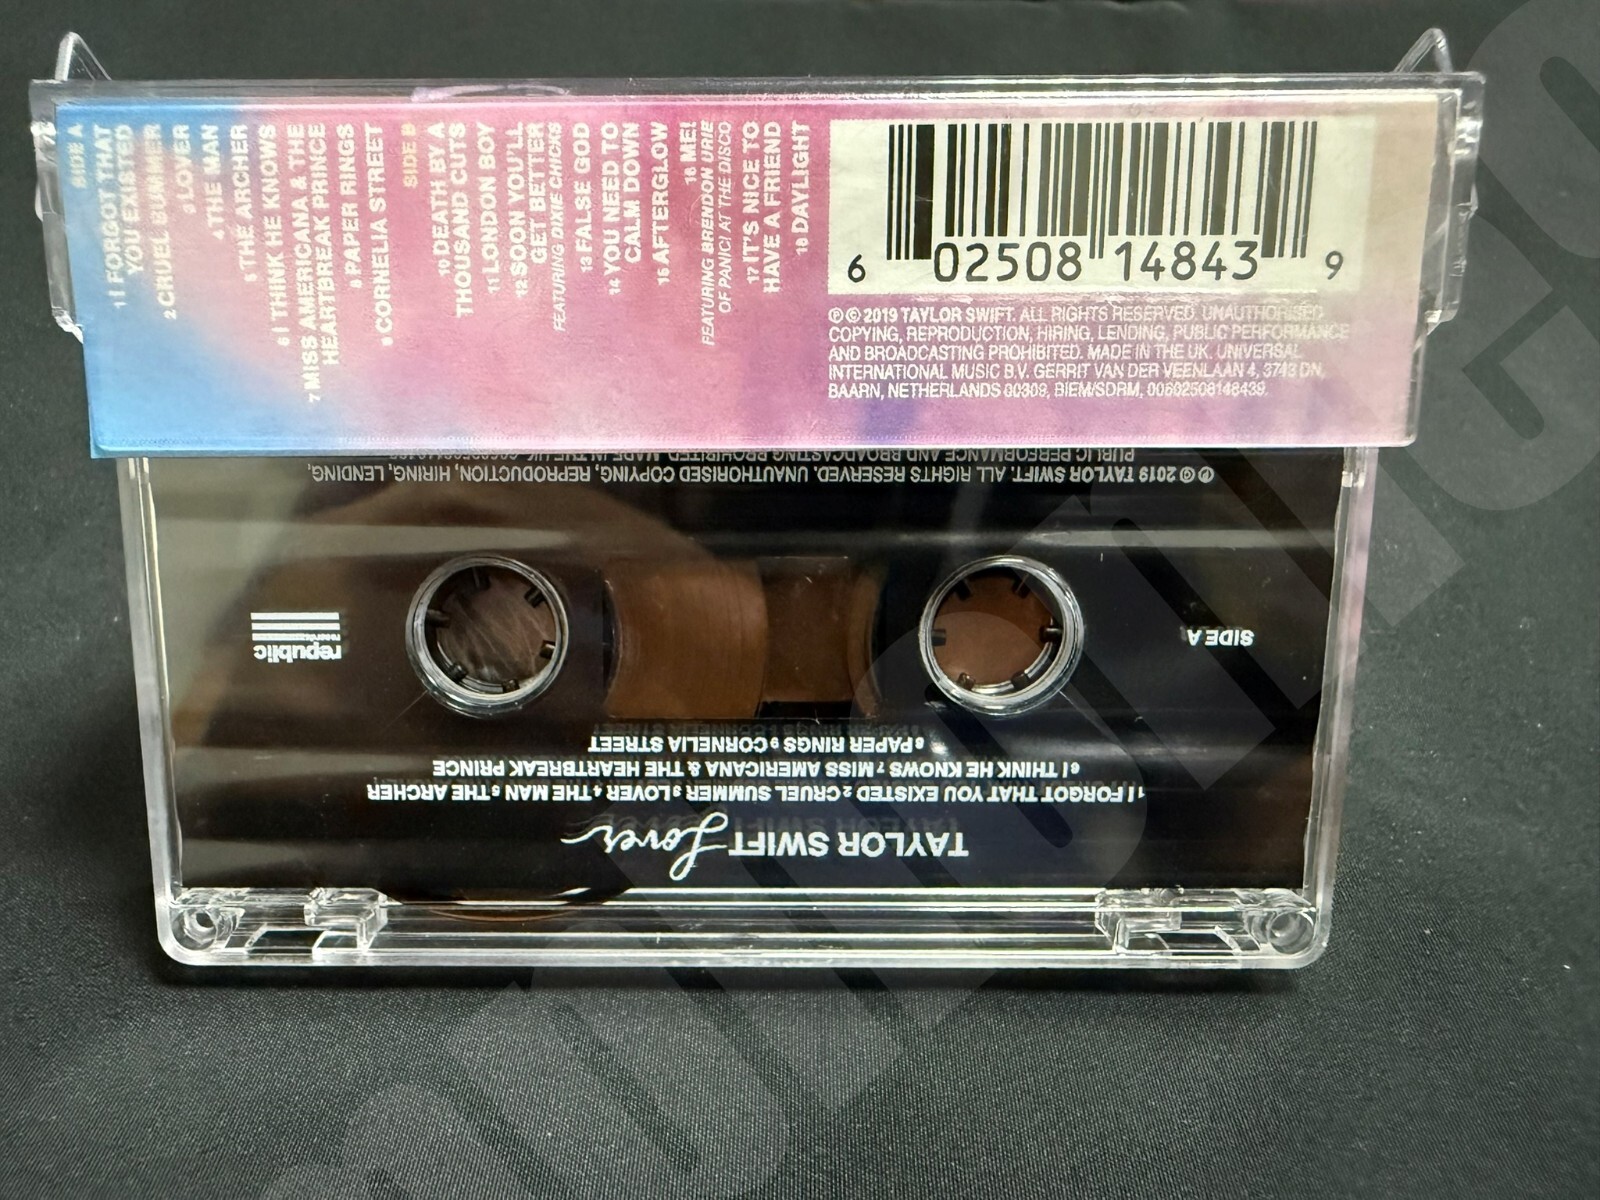 SIDE A
1 I FORGOT THAT
YOU EXISTED
2 CRUEL SUMMER
3 LOVER
4 THE MAN
5 THE ARCHER
6 I THINK HE KNOWS
7 MISS AMERICANA & THE
HEARTBREAK PRINCE
8 PAPER RINGS
9 CORNELIA STREET
SIDE B
10 DEATH BY A
THOUSAND CUTS
11 LONDON BOY
12 SOON YOU'LL
GET BETTER
FEATURING DIXIE CHICKS
13 FALSE GOD
14 YOU NEED TO
CALM DOWN
15 AFTERGLOW
16 ME!
FEATURING BRENDON URIE
OF PANIC! AT THE DISCO
17 IT'S NICE TO
HAVE A FRIEND
18 DAYLIGHT
6 02508 14843 9
℗ © 2019 TAYLOR SWIFT. ALL RIGHTS RESERVED. UNAUTHORISED
COPYING, REPRODUCTION, HIRING, LENDING, PUBLIC PERFORMANCE
AND BROADCASTING PROHIBITED. MADE IN THE UK. UNIVERSAL
INTERNATIONAL MUSIC B.V. GERRIT VAN DER VEENLAAN 4, 3743 DN,
BAARN, NETHERLANDS 00309, BIEM/SDRM, 00602508148439.
TAYLOR SWIFT Lover
1 I FORGOT THAT YOU EXISTED 2 CRUEL SUMMER 3 LOVER 4 THE MAN 5 THE ARCHER
6 I THINK HE KNOWS 7 MISS AMERICANA & THE HEARTBREAK PRINCE
8 PAPER RINGS 9 CORNELIA STREET
SIDE A
republic
records
℗ © 2019 TAYLOR SWIFT. ALL RIGHTS RESERVED. UNAUTHORISED COPYING, REPRODUCTION, HIRING, LENDING,
PUBLIC PERFORMANCE AND BROADCASTING PROHIBITED. MADE IN THE UK